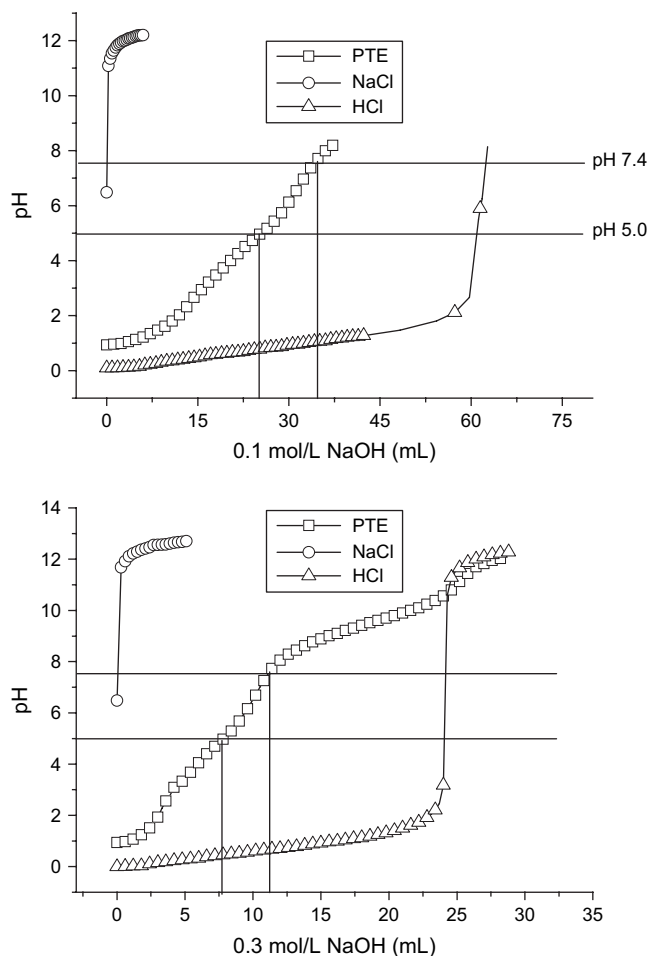 12
10
8
6
4
2
0
pH
PTE
NaCl
HCl
pH 7.4
pH 5.0
0 15 30 45 60 75
0.1 mol/L NaOH (mL)
14
12
10
8
6
4
2
0
pH
PTE
NaCl
HCl
0 5 10 15 20 25 30 35
0.3 mol/L NaOH (mL)